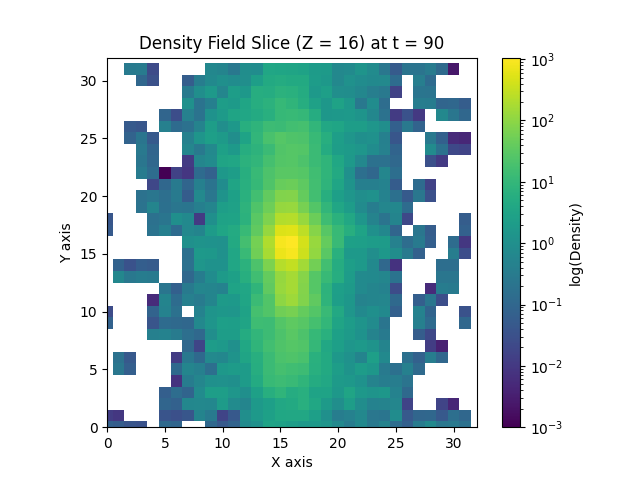 Density Field Slice (Z = 16) at t = 90
30
25
20
15
10
5
0
Y axis
0 5 10 15 20 25 30
X axis
10³
10²
10¹
10⁰
10⁻¹
10⁻²
10⁻³
log(Density)